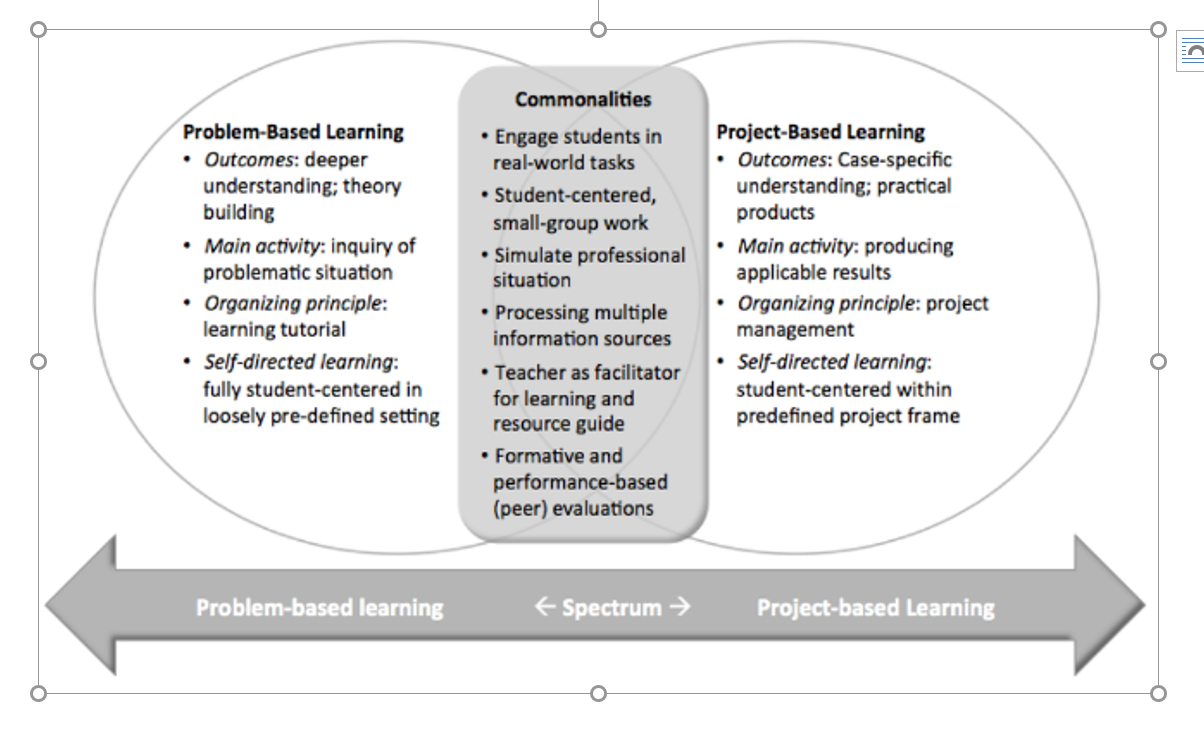 Problem-Based Learning
• Outcomes: deeper
understanding; theory
building
• Main activity: inquiry of
problematic situation
• Organizing principle:
learning tutorial
• Self-directed learning:
fully student-centered in
loosely pre-defined setting
Commonalities
• Engage students in
real-world tasks
• Student-centered,
small-group work
• Simulate professional
situation
• Processing multiple
information sources
• Teacher as facilitator
for learning and
resource guide
• Formative and
performance-based
(peer) evaluations
Project-Based Learning
• Outcomes: Case-specific
understanding; practical
products
• Main activity: producing
applicable results
• Organizing principle: project
management
• Self-directed learning:
student-centered within
predefined project frame
Problem-based learning ← Spectrum → Project-based Learning